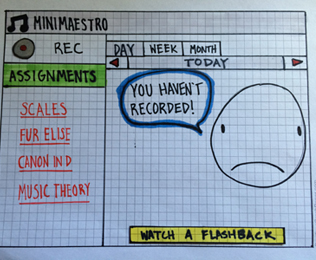 MINIMAESTRO
REC
DAY WEEK MONTH
TODAY
ASSIGNMENTS
SCALES
FUR ELISE
CANON IN D
MUSIC THEORY
YOU HAVEN'T
RECORDED!
WATCH A FLASHBACK